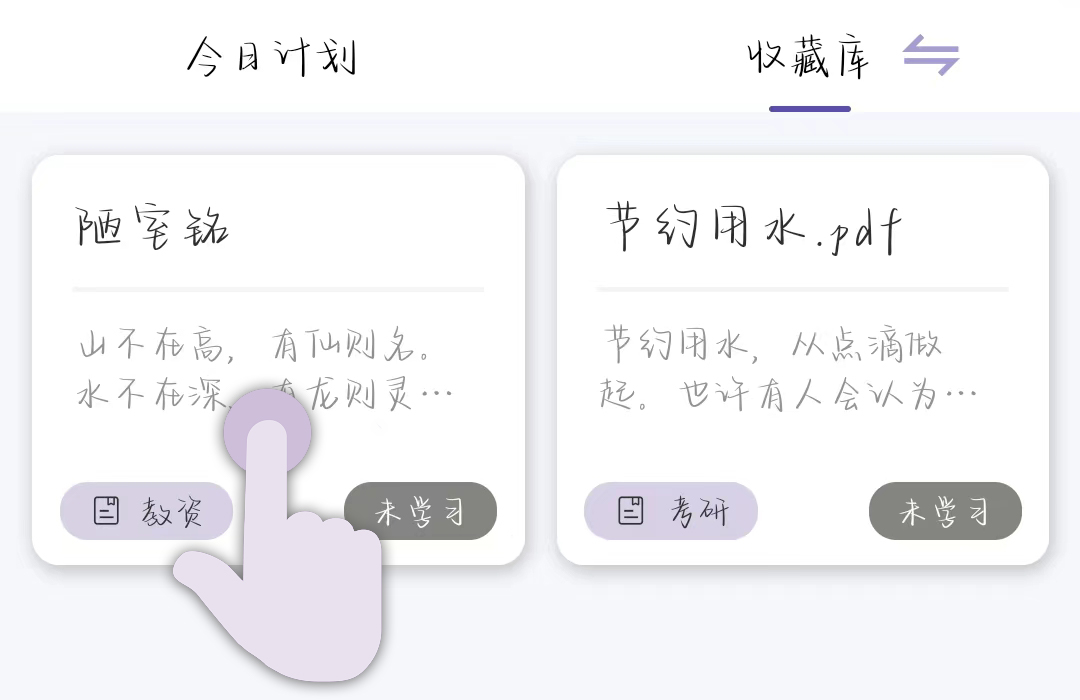 今日计划
收藏库
陋室铭
山不在高，有仙则名。
水不在深，有龙则灵…
教资
未学习
节约用水.pdf
节约用水，从点滴做
起。也许有人会认为…
考研
未学习